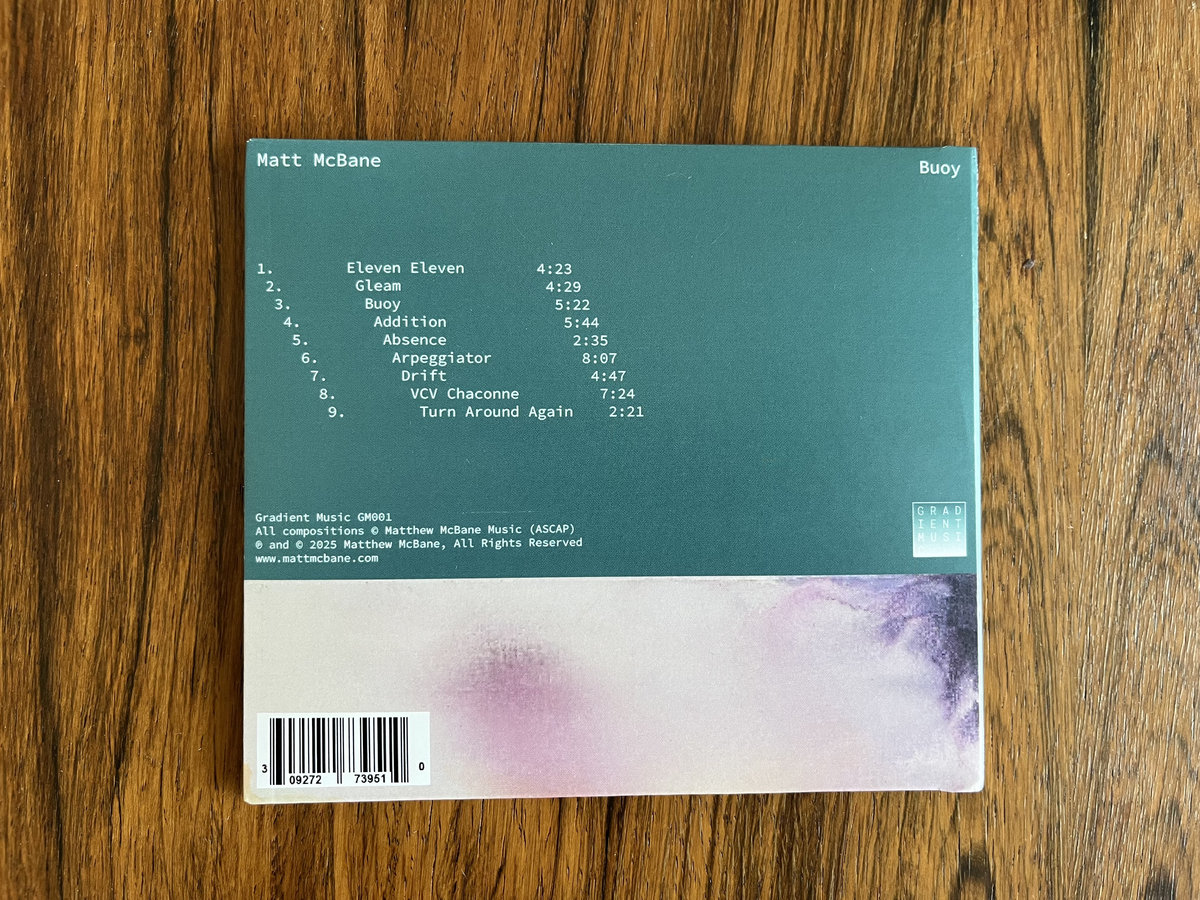 Matt McBane
Buoy
1. Eleven Eleven 4:23
2. Gleam 4:29
3. Buoy 5:22
4. Addition 5:44
5. Absence 2:35
6. Arpeggiator 8:07
7. Drift 4:47
8. VCV Chaconne 7:24
9. Turn Around Again 2:21
Gradient Music GM001
All compositions © Matthew McBane Music (ASCAP)
℗ and © 2025 Matthew McBane, All Rights Reserved
www.mattmcbane.com
GRAD
IENT
MUSI
3 09272 73951 0